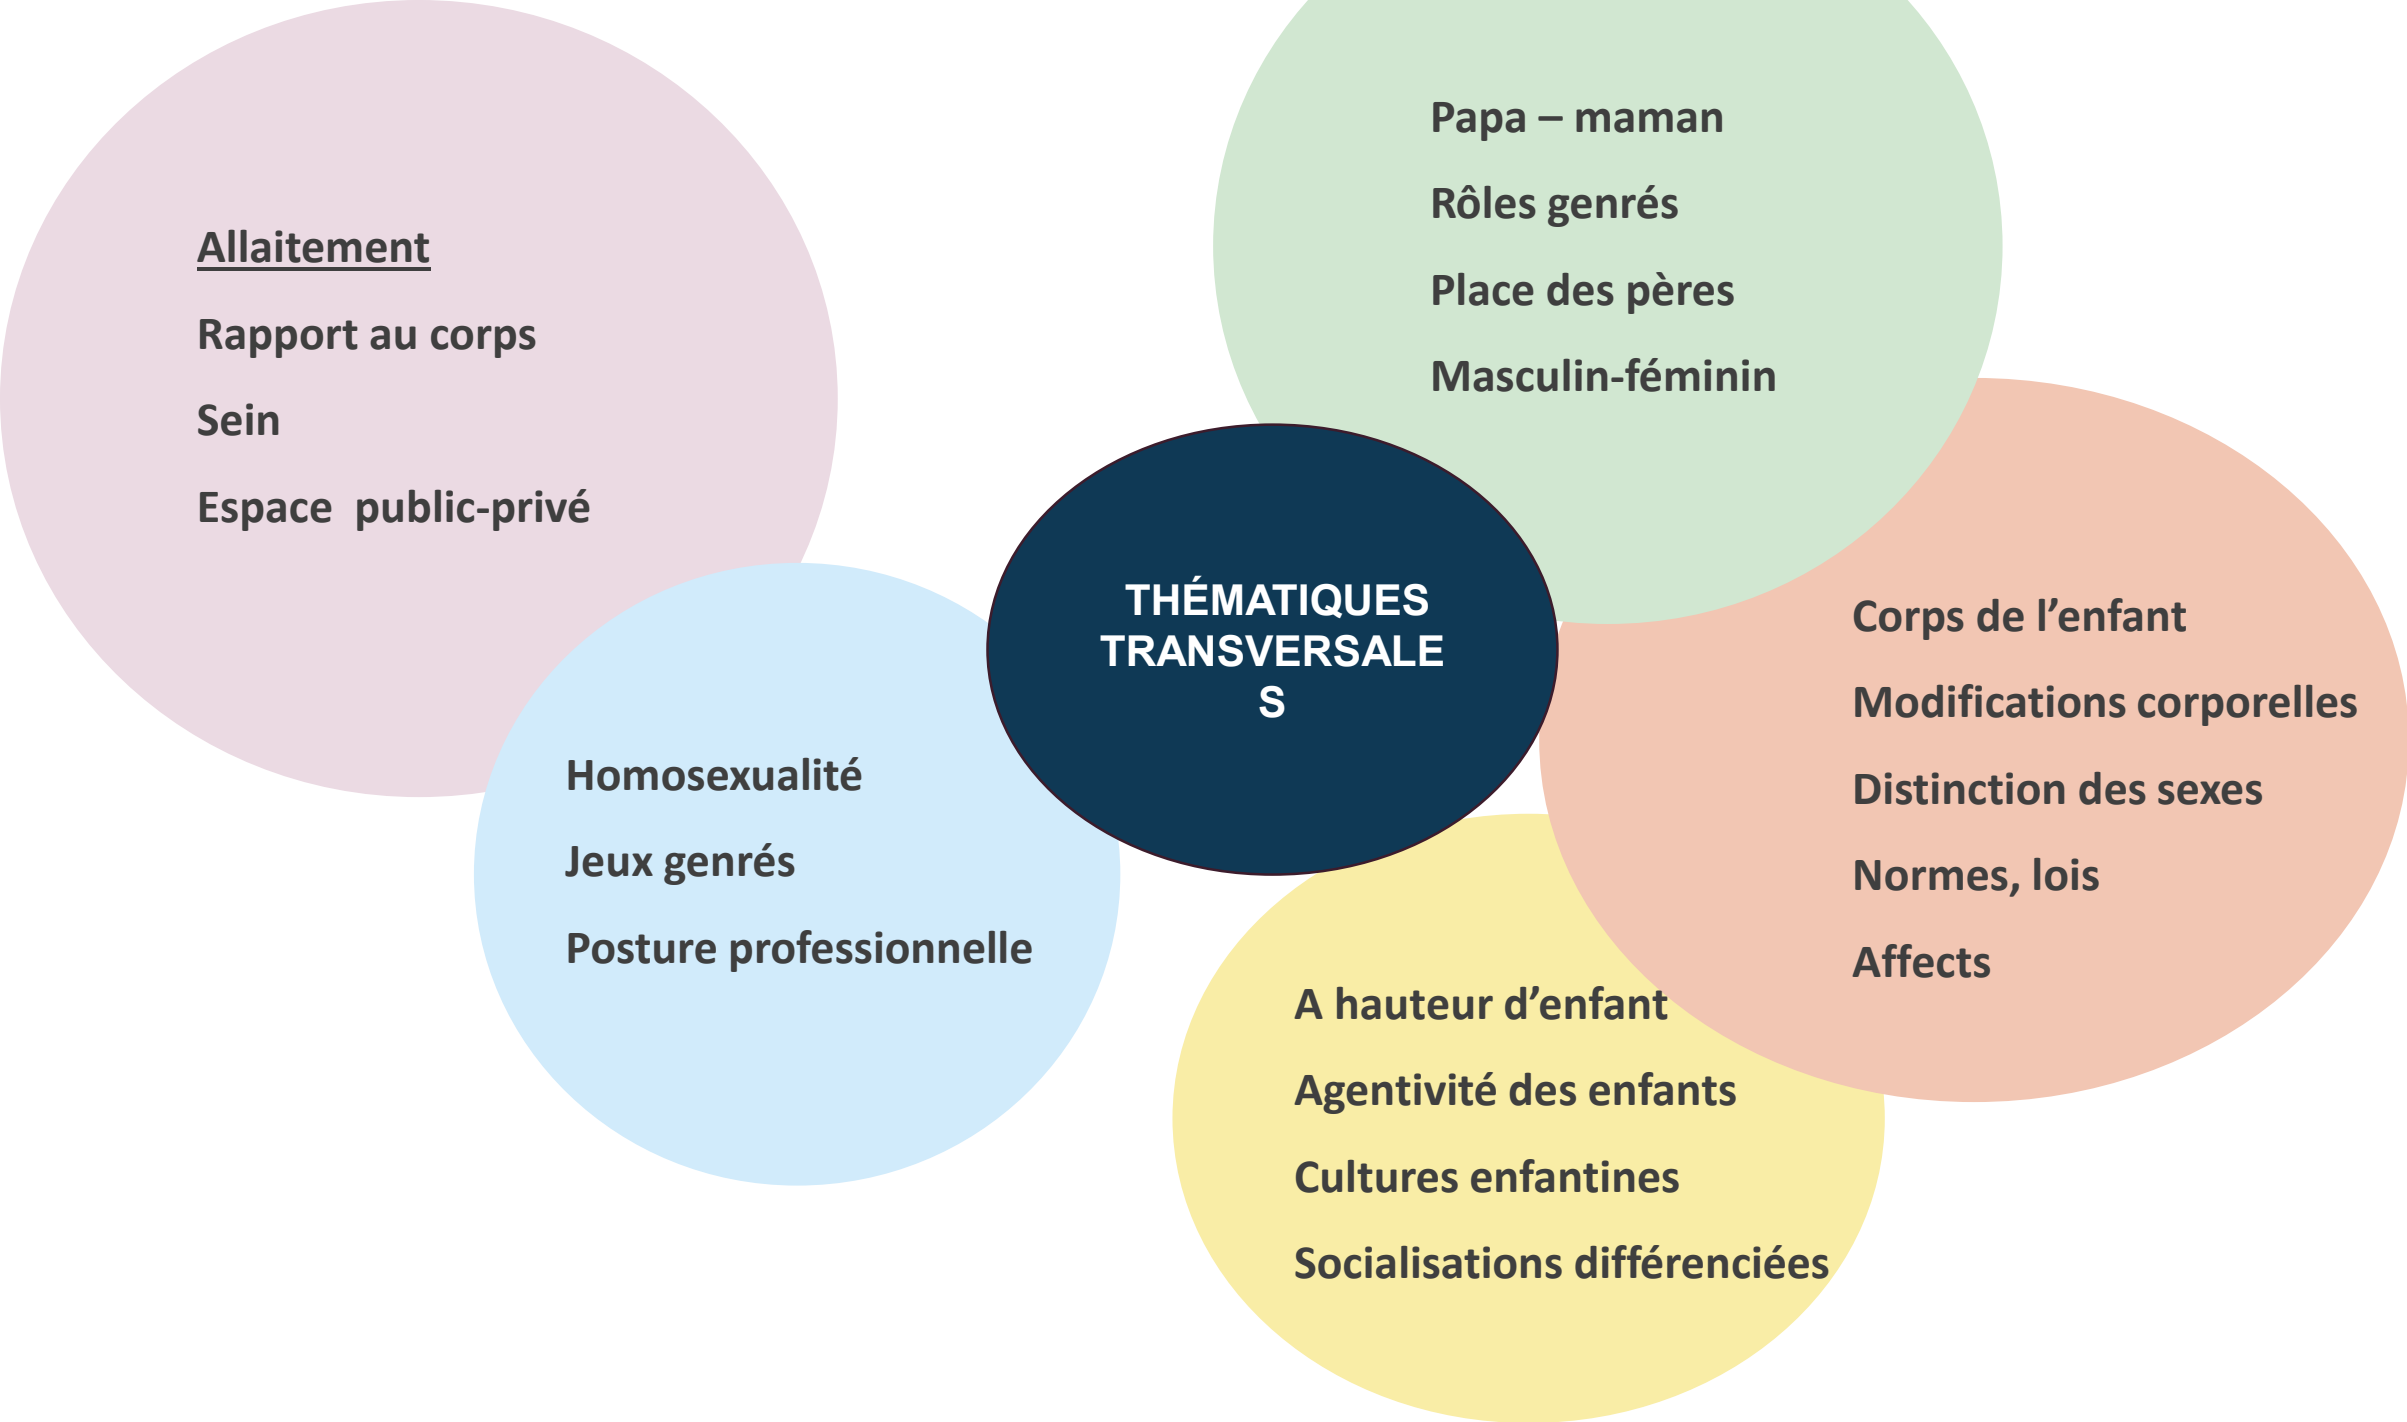 Allaitement
Rapport au corps
Sein
Espace  public-privé
Papa – maman
Rôles genrés
Place des pères
Masculin-féminin
THÉMATIQUES
TRANSVERSALE
S
Corps de l’enfant
Modifications corporelles
Distinction des sexes
Normes, lois
Affects
Homosexualité
Jeux genrés
Posture professionnelle
A hauteur d’enfant
Agentivité des enfants
Cultures enfantines
Socialisations différenciées